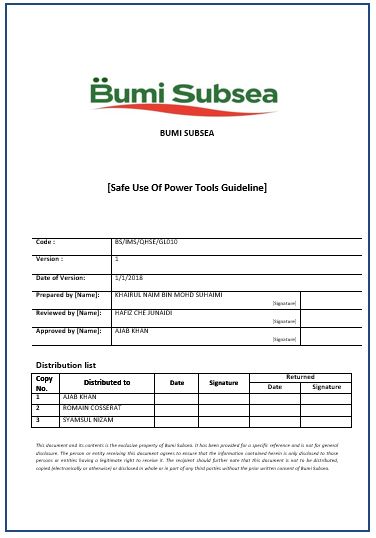 Bumi Subsea
BUMI SUBSEA
[Safe Use Of Power Tools Guideline]
Code : BS/IMS/QHSE/GL010
Version : 1
Date of Version: 1/1/2018
Prepared by [Name]: KHAIRUL NAIM BIN MOHD SUHAIMI [Signature]
Reviewed by [Name]: HAFIZ CHE JUNAIDI [Signature]
Approved by [Name]: AJAB KHAN [Signature]
Distribution list
Copy No. Distributed to Date Signature Returned
Date Signature
1 AJAB KHAN
2 ROMAIN COSSERAT
3 SYAMSUL NIZAM
This document and its contents is the exclusive property of Bumi Subsea. It has been provided for a specific reference and is not for general
disclosure. The person or entity receiving this document agrees to ensure that the information contained herein is only disclosed to those
persons or entities having a legitimate right to receive it. The recipient should further note that this document is not to be distributed,
copied (electronically or otherwise) or disclosed in whole or in part of any third parties without the prior written consent of Bumi Subsea.